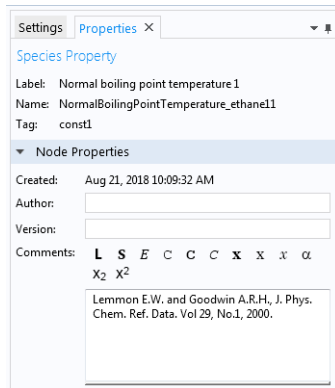 Settings Properties ×
Species Property
Label: Normal boiling point temperature 1
Name: NormalBoilingPointTemperature_ethane11
Tag: const1
Node Properties
Created: Aug 21, 2018 10:09:32 AM
Author:
Version:
Comments: L S E C C C x x x α
X₂ X²
Lemmon E.W. and Goodwin A.R.H., J. Phys.
Chem. Ref. Data. Vol 29, No.1, 2000.